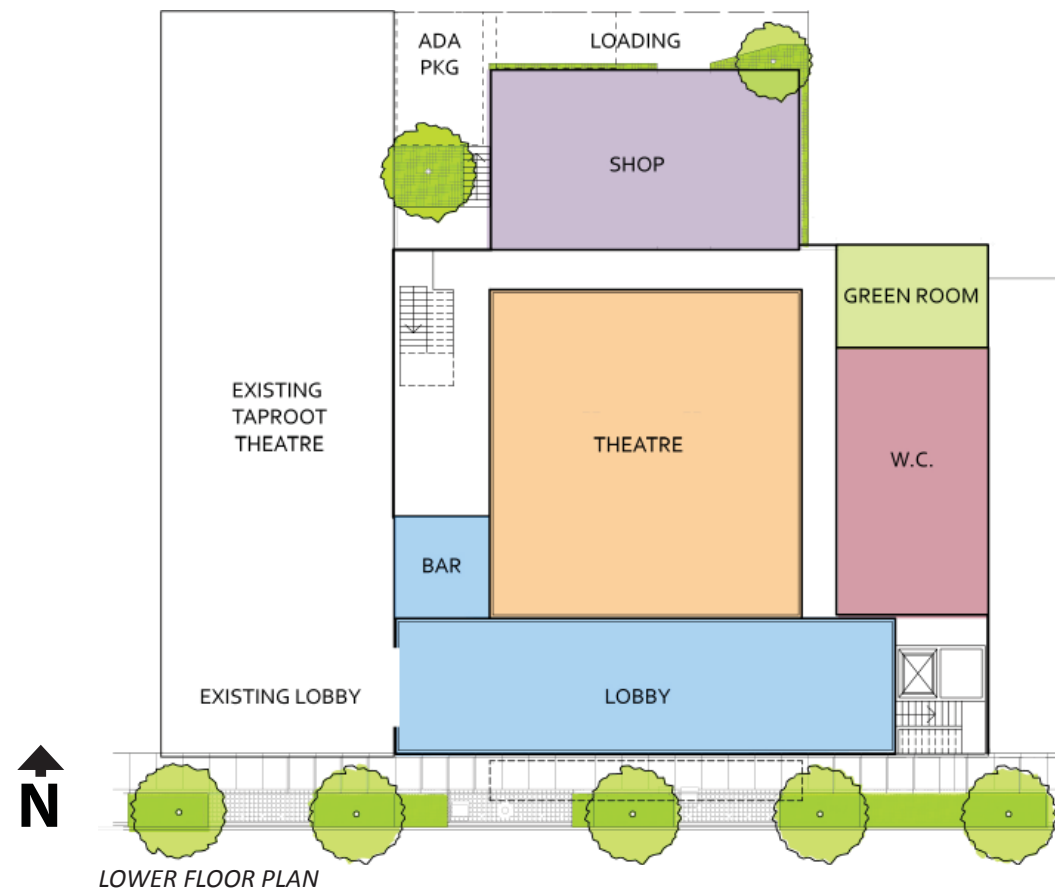 ADA
PKG
LOADING
SHOP
GREEN ROOM
EXISTING
TAPROOT
THEATRE
THEATRE
W.C.
BAR
EXISTING LOBBY
LOBBY
N
LOWER FLOOR PLAN